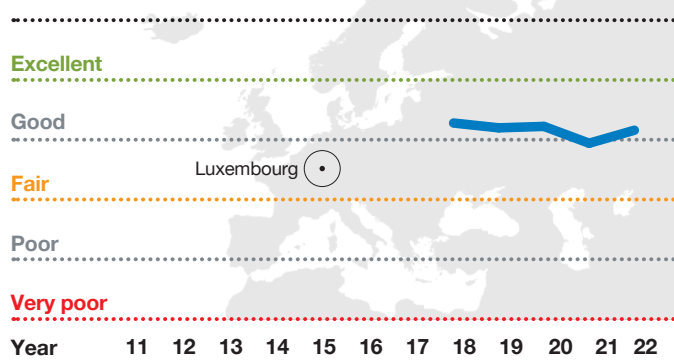 Excellent
Good
Luxembourg
Fair
Poor
Very poor
Year 11 12 13 14 15 16 17 18 19 20 21 22